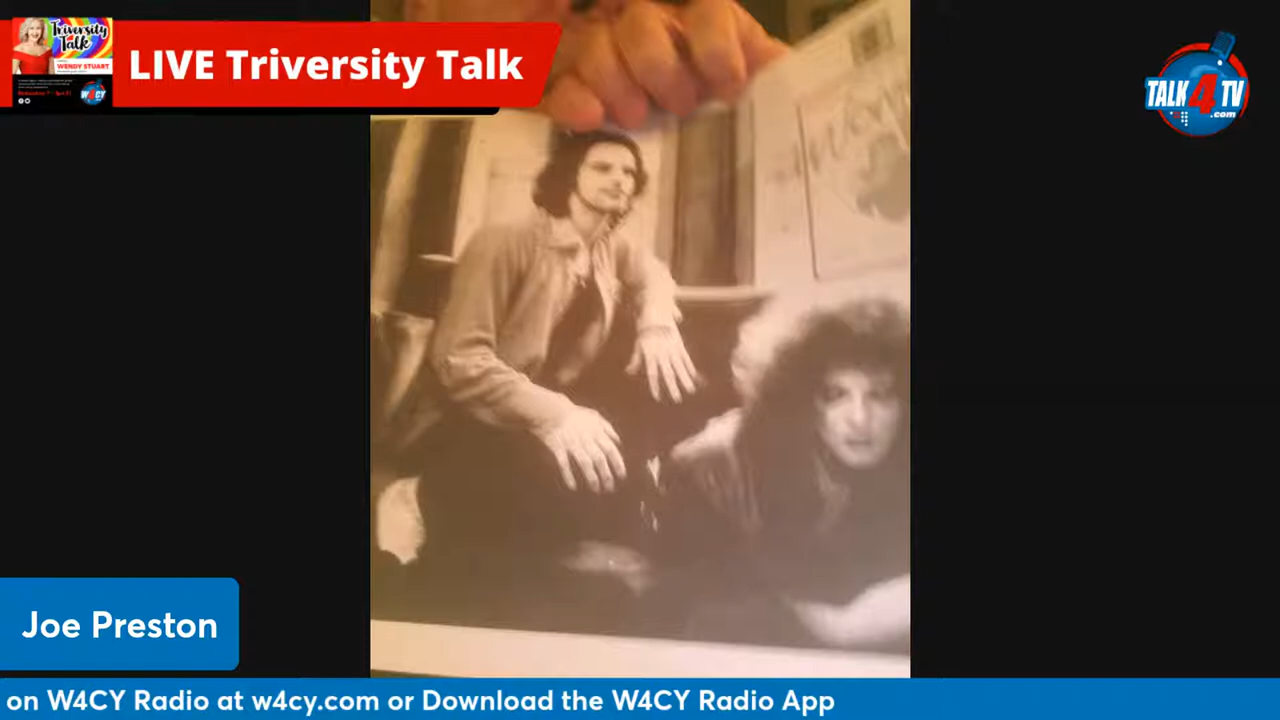 Triversity
Talk
WENDY STUART
W4CY
LIVE Triversity Talk
TALK4TV
.com
Joe Preston
on W4CY Radio at w4cy.com or Download the W4CY Radio App